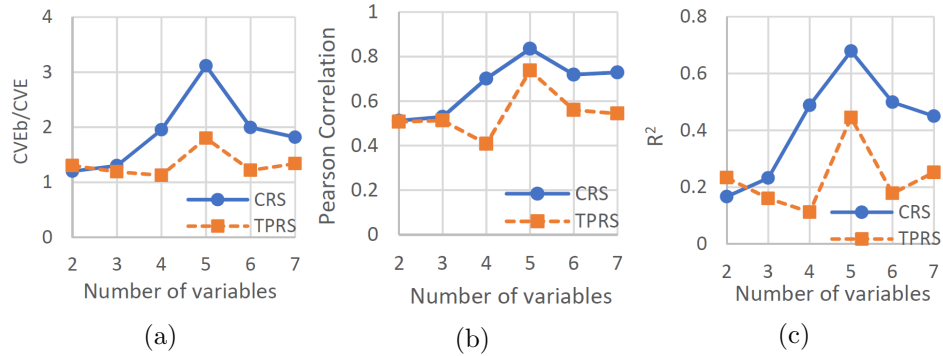 4
3
2
1
0
CVEb/CVE
CRS
TPRS
2 3 4 5 6 7
Number of variables
(a)
1
0.8
0.6
0.4
0.2
0
Pearson Correlation
CRS
TPRS
2 3 4 5 6 7
Number of variables
(b)
0.8
0.6
0.4
0.2
0
R²
CRS
TPRS
2 3 4 5 6 7
Number of variables
(c)